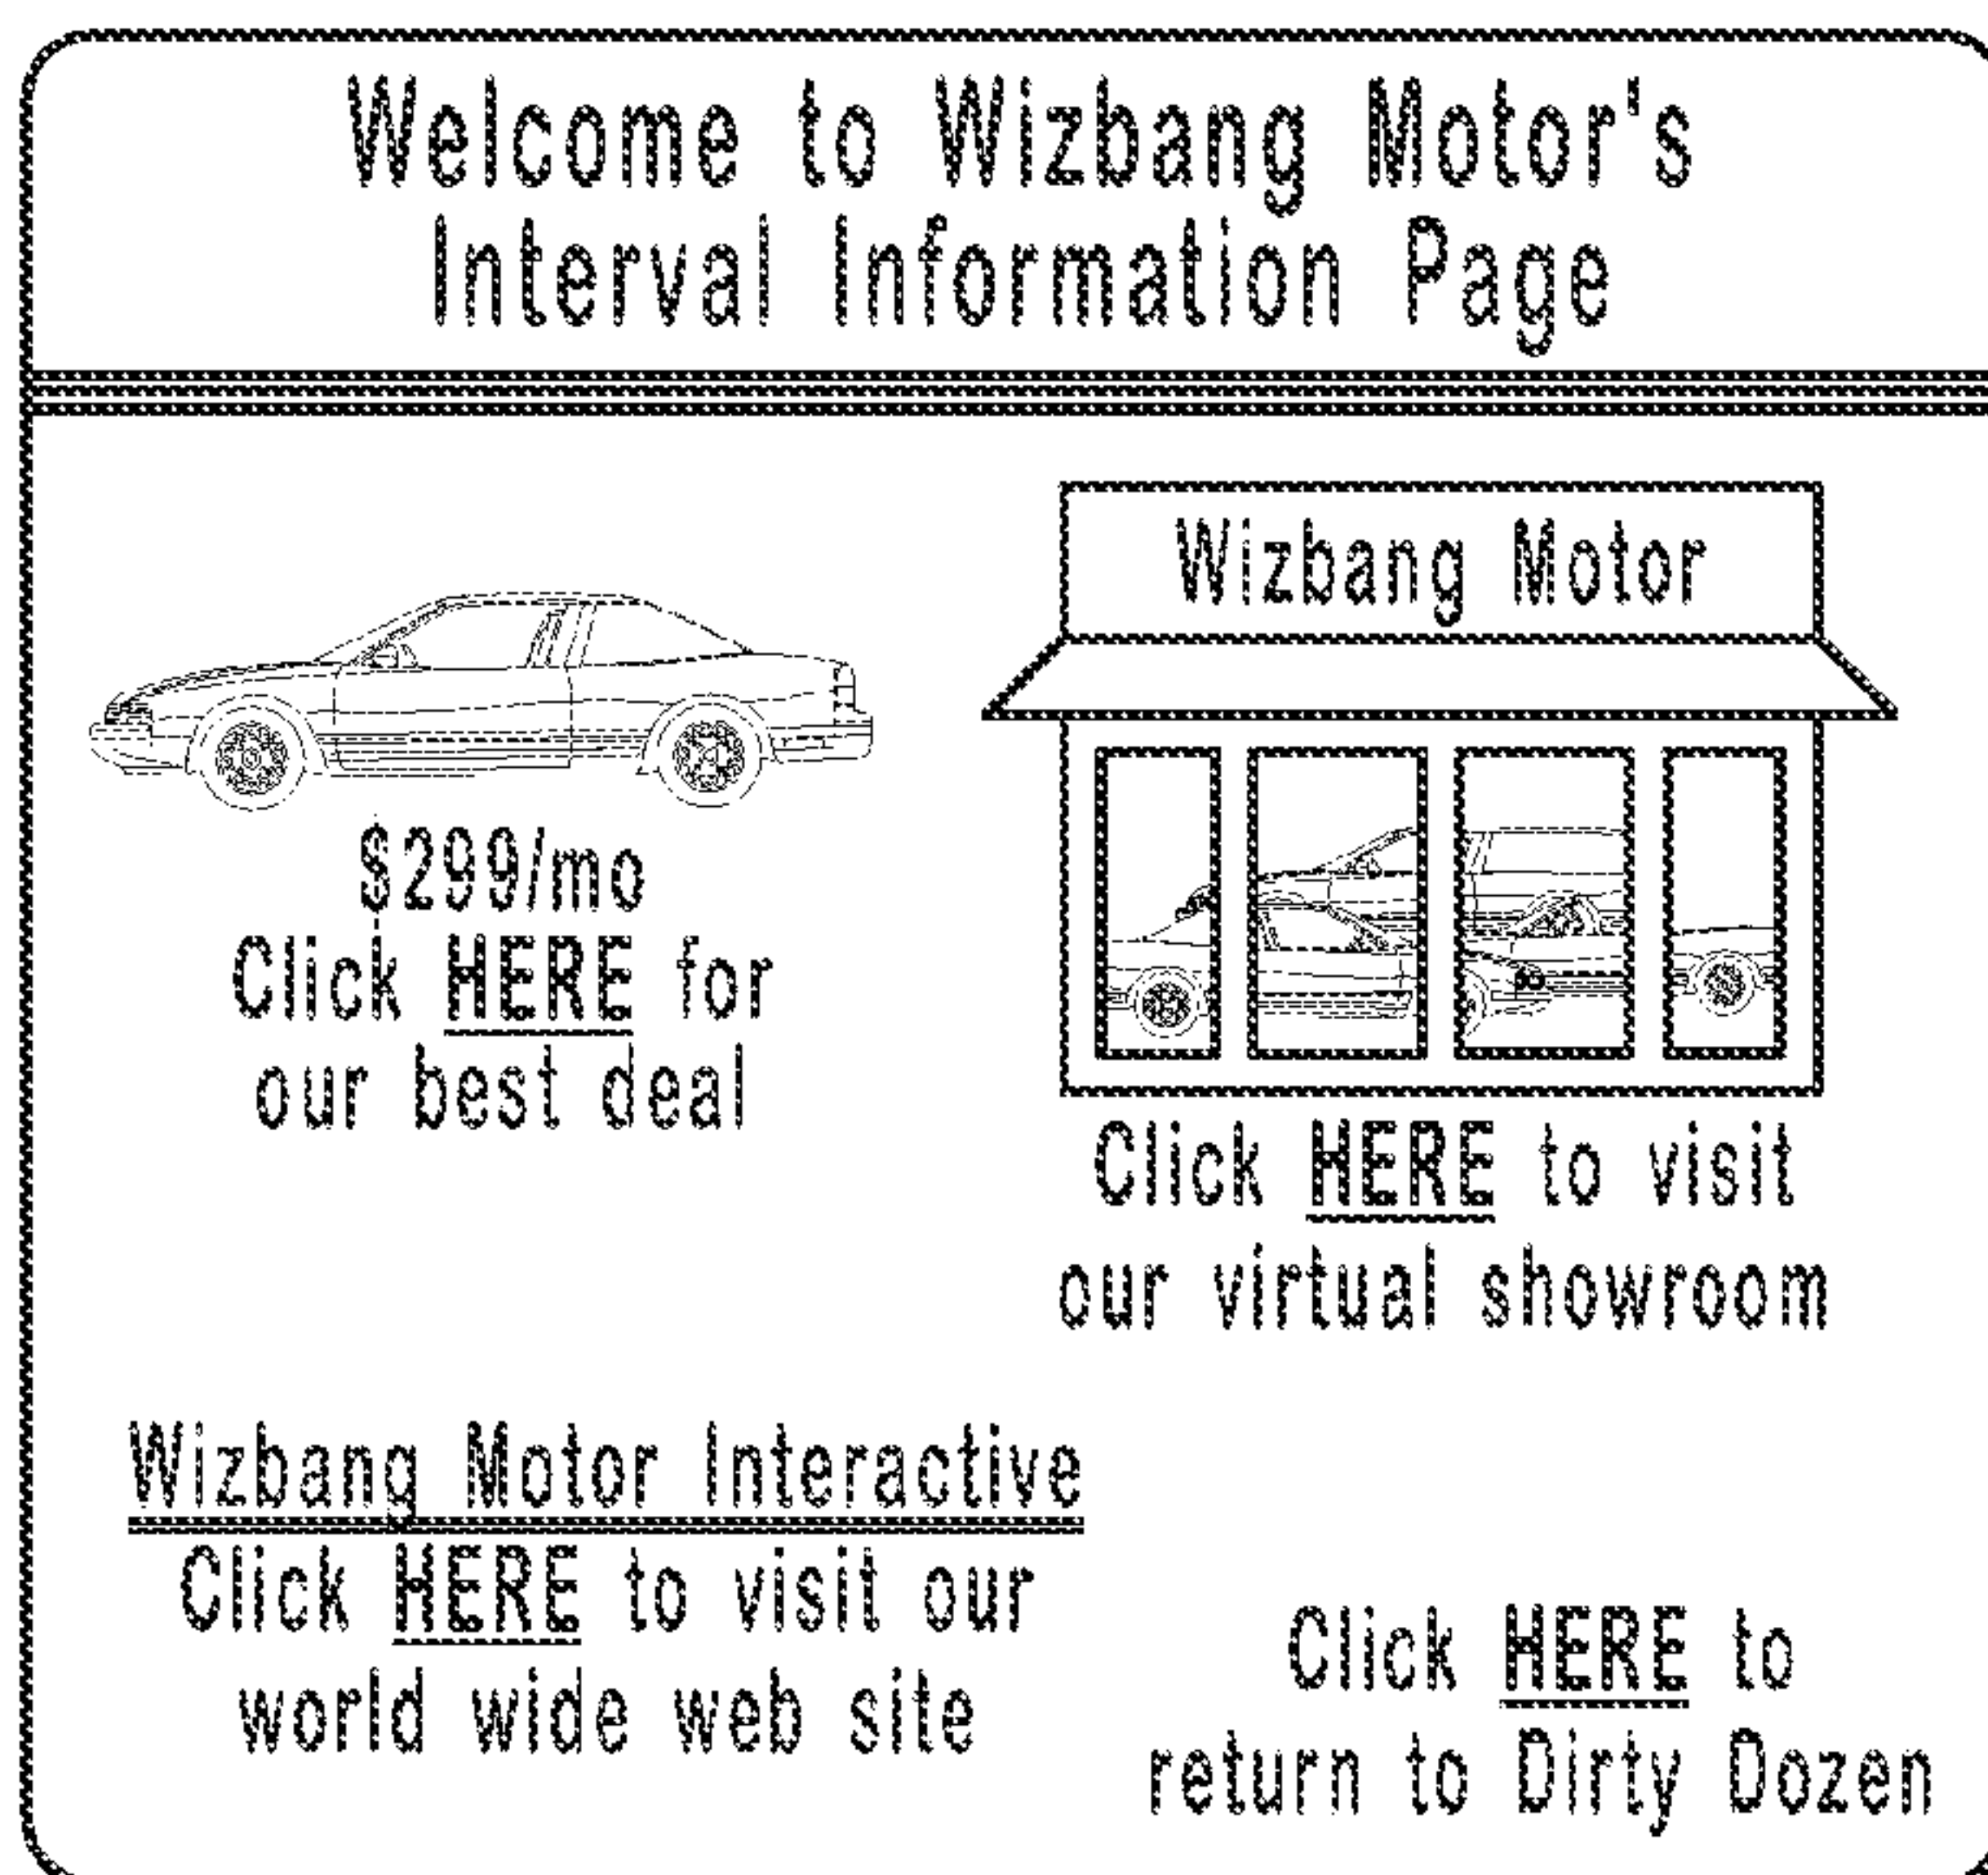 Welcome to Wizbang Motor's
Interval Information Page
$299/mo
Click HERE for
our best deal
Wizbang Motor
Click HERE to visit
our virtual showroom
Wizbang Motor Interactive
Click HERE to visit our
world wide web site
Click HERE to
return to Dirty Dozen